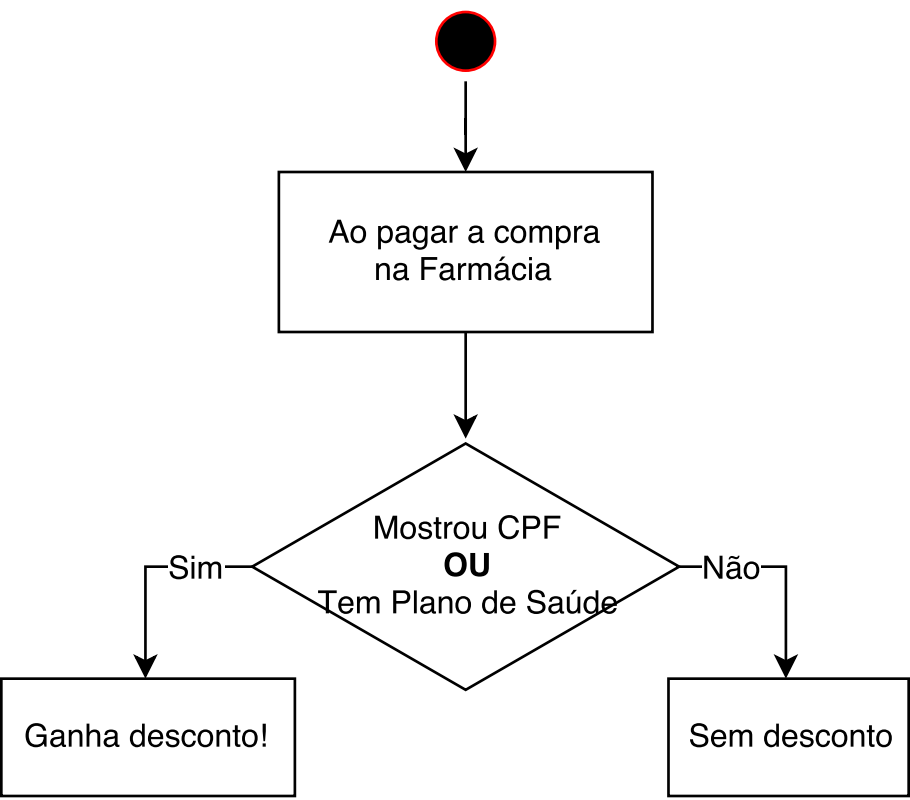 Ao pagar a compra
na Farmácia
Mostrou CPF
OU
Tem Plano de Saúde
Sim
Não
Ganha desconto!
Sem desconto